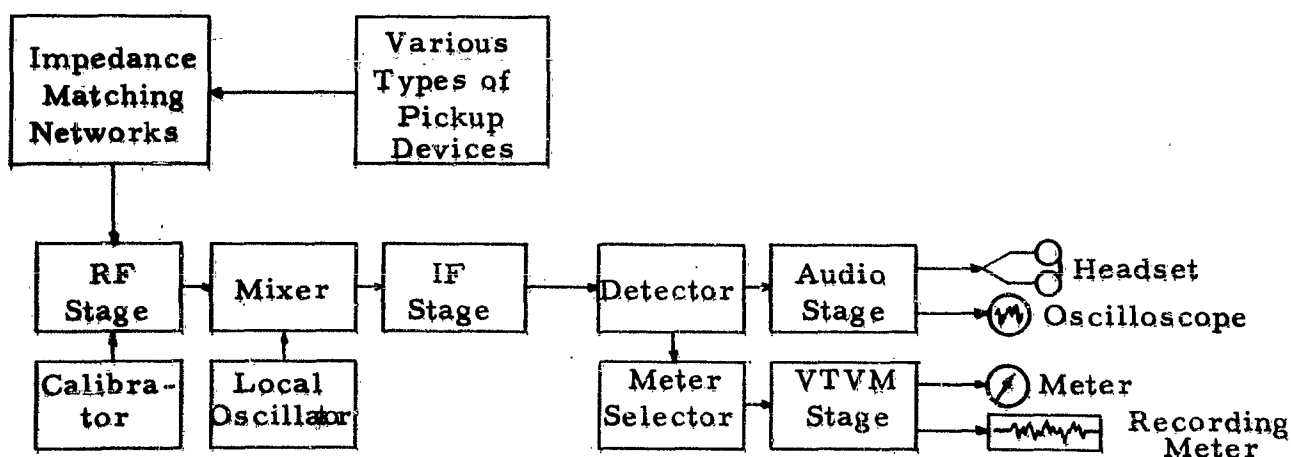 Impedance
Matching
Networks
Various
Types of
Pickup
Devices
RF
Stage
Mixer
IF
Stage
Detector
Audio
Stage
Headset
Oscilloscope
Calibra-
tor
Local
Oscillator
Meter
Selector
VTVM
Stage
Meter
Recording
Meter